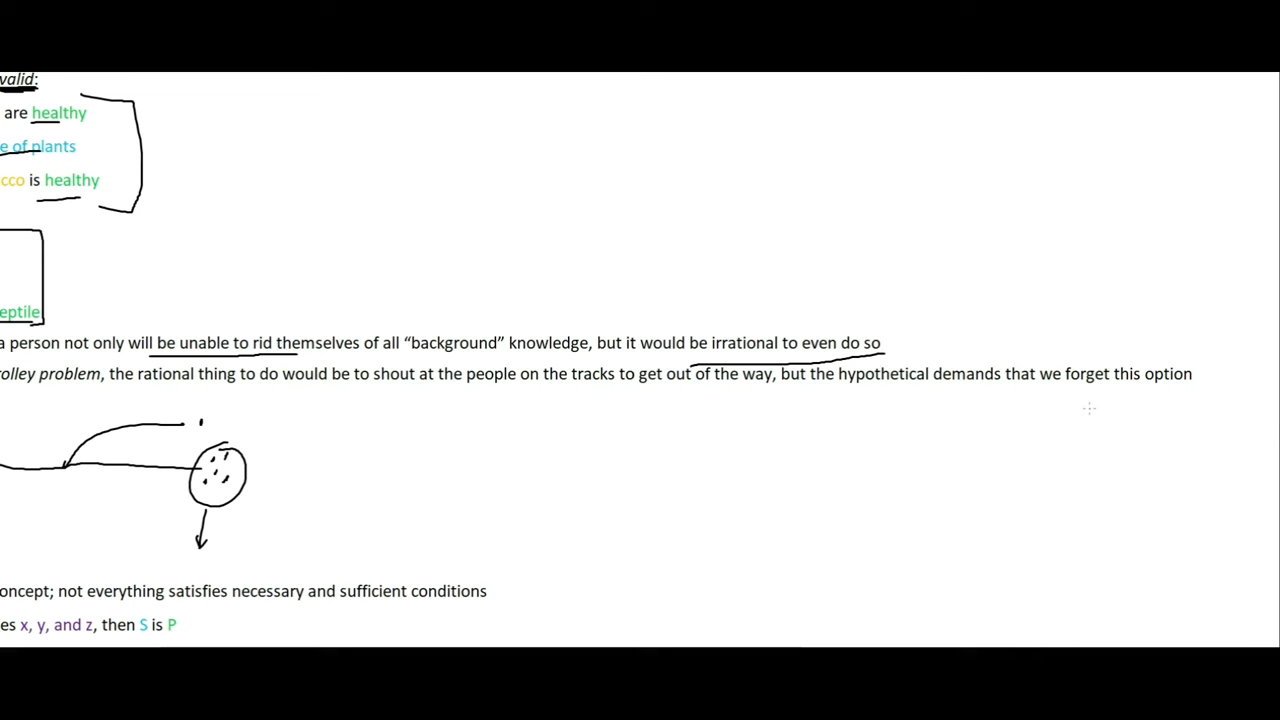 valid:
are healthy
e of plants
cco is healthy
eptile
a person not only will be unable to rid themselves of all “background” knowledge, but it would be irrational to even do so
rolley problem, the rational thing to do would be to shout at the people on the tracks to get out of the way, but the hypothetical demands that we forget this option
oncept; not everything satisfies necessary and sufficient conditions
es x, y, and z, then S is P